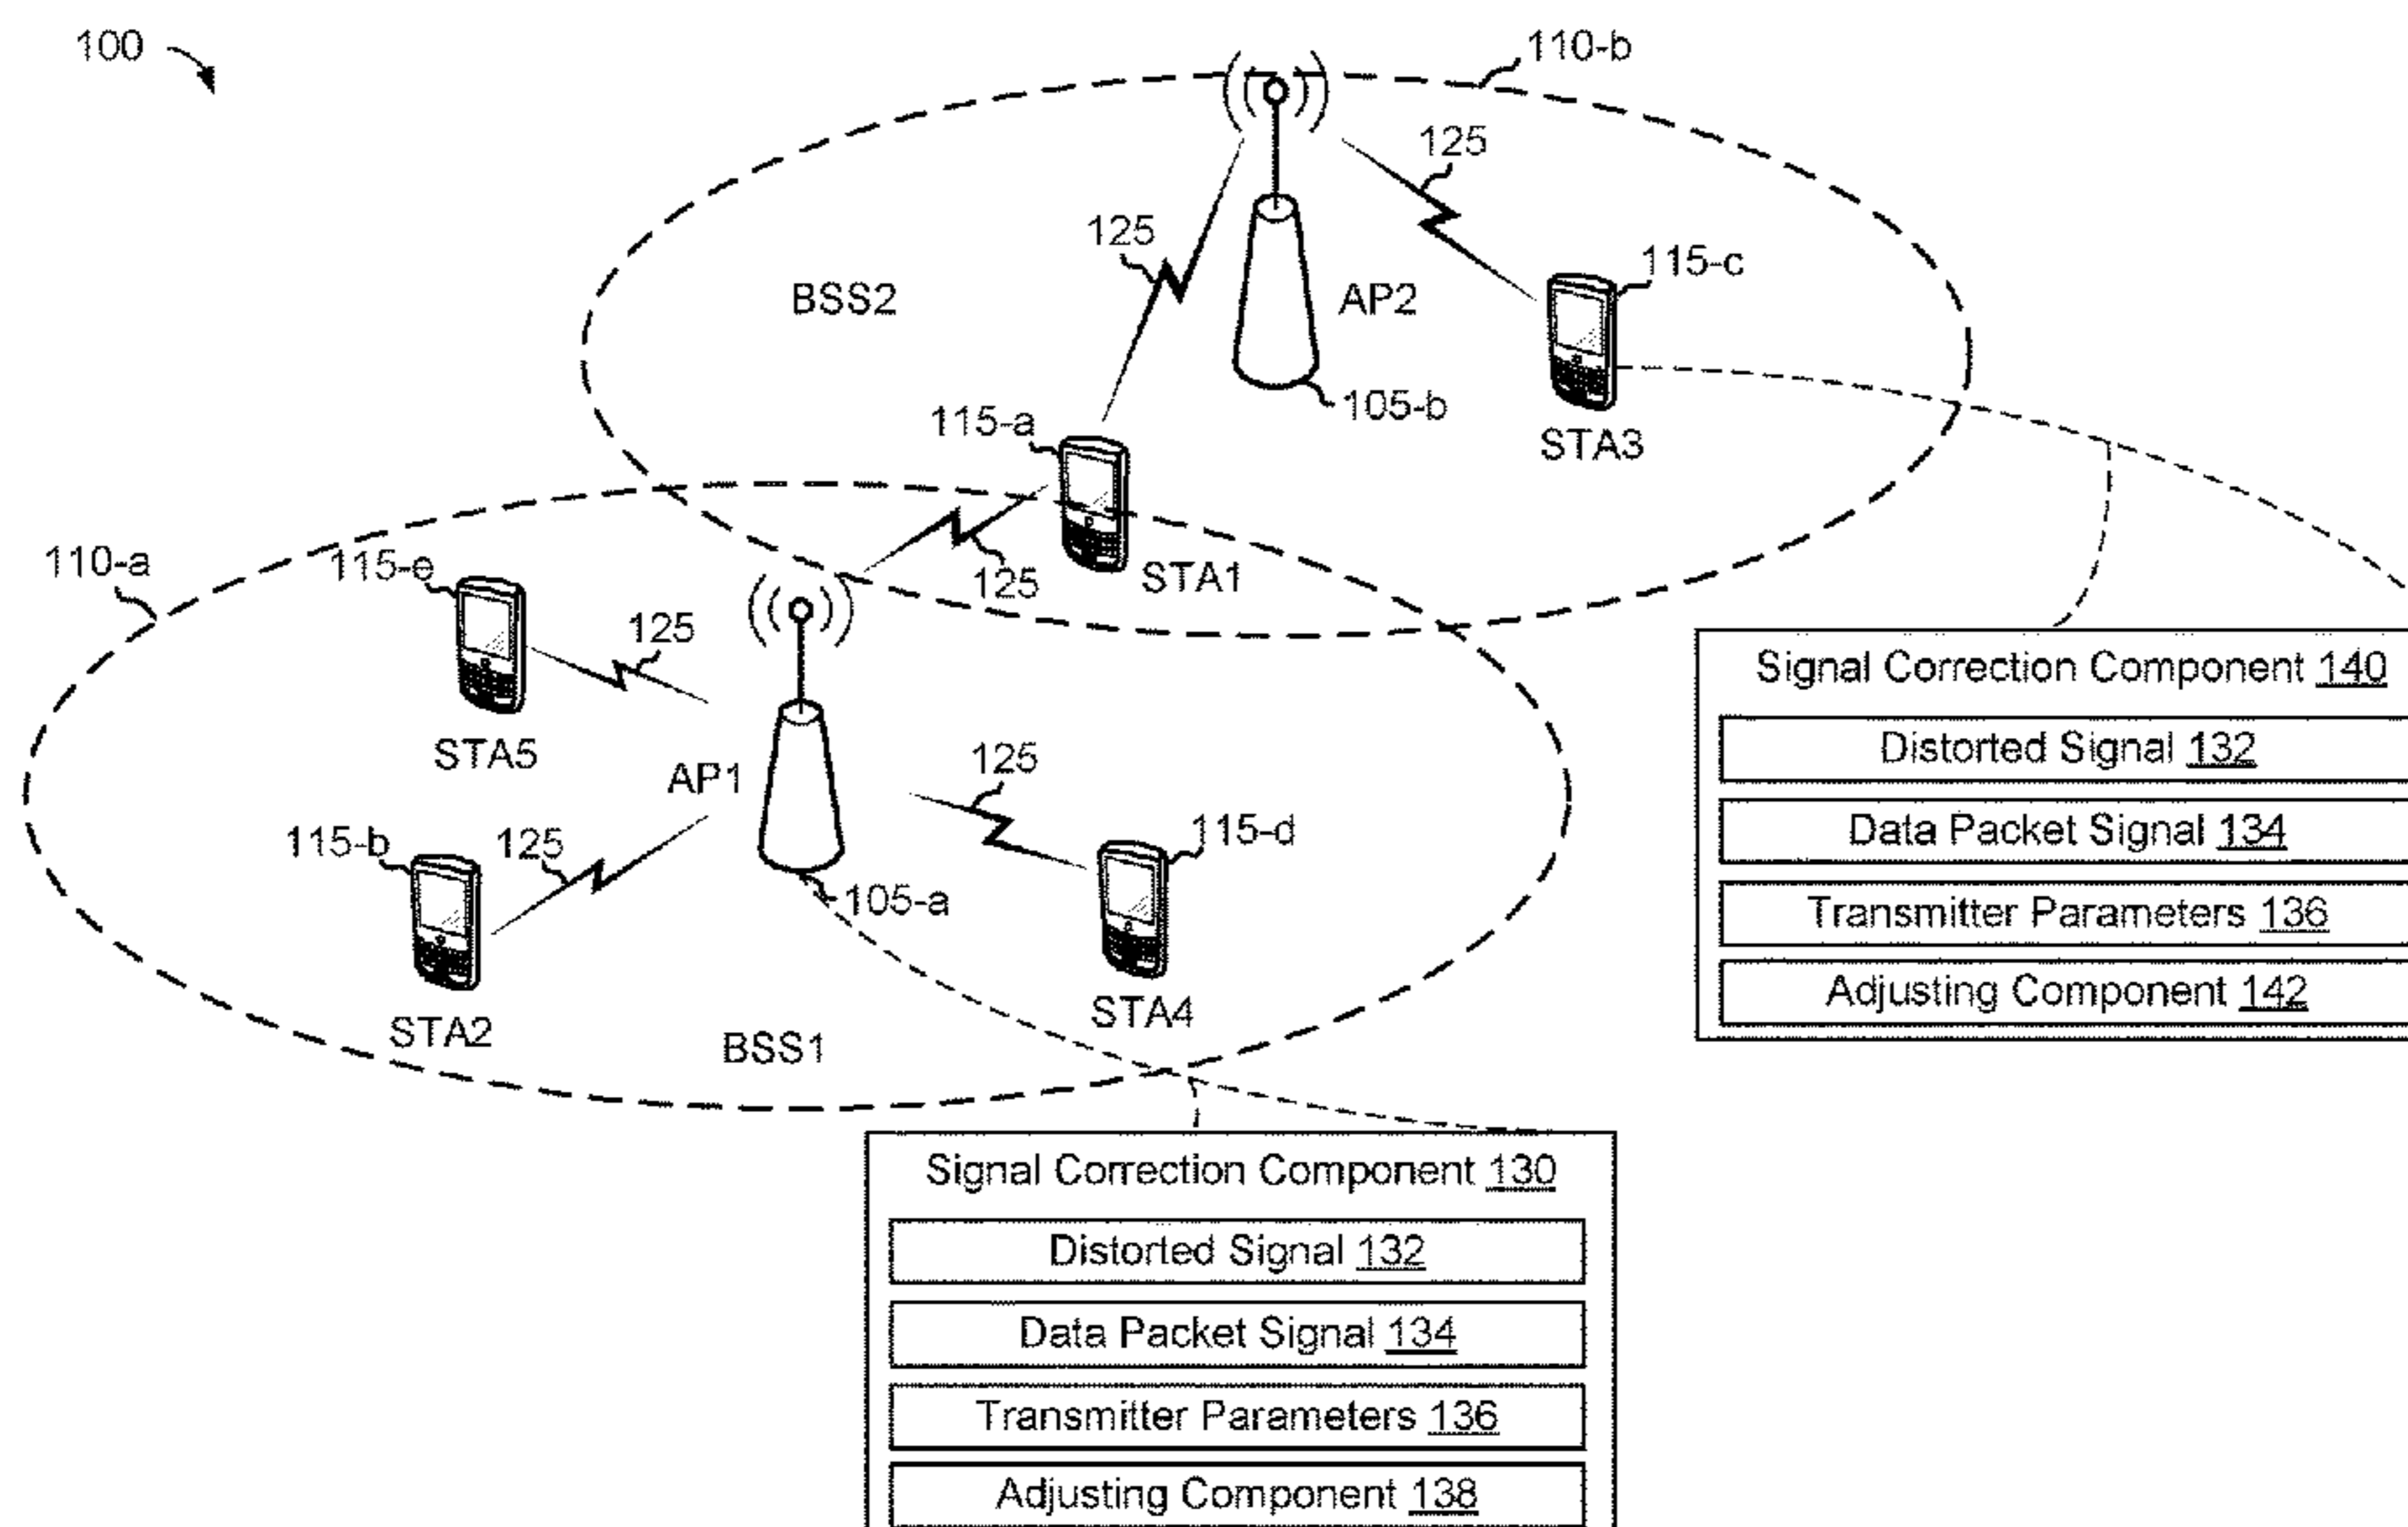 100
110-b
125
125
115-c
BSS2
AP2
105-b
115-a
STA3
110-a
115-e
125
STA1
125
Signal Correction Component 140
Distorted Signal 132
Data Packet Signal 134
Transmitter Parameters 136
Adjusting Component 142
STA5
AP1
125
115-b
125
115-d
105-a
STA2
STA4
BSS1
Signal Correction Component 130
Distorted Signal 132
Data Packet Signal 134
Transmitter Parameters 136
Adjusting Component 138